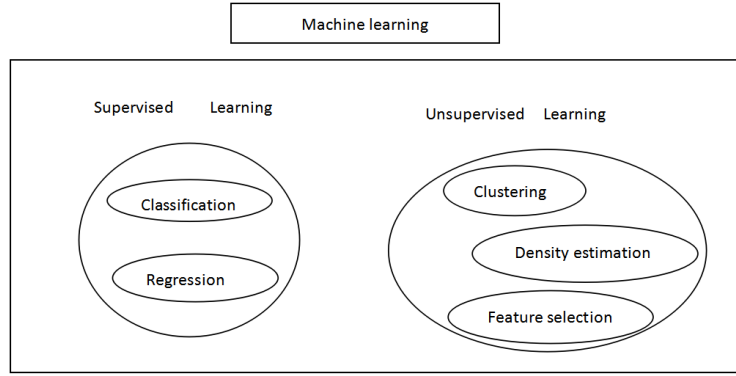 Machine learning
Supervised Learning
Unsupervised Learning
Classification
Regression
Clustering
Density estimation
Feature selection